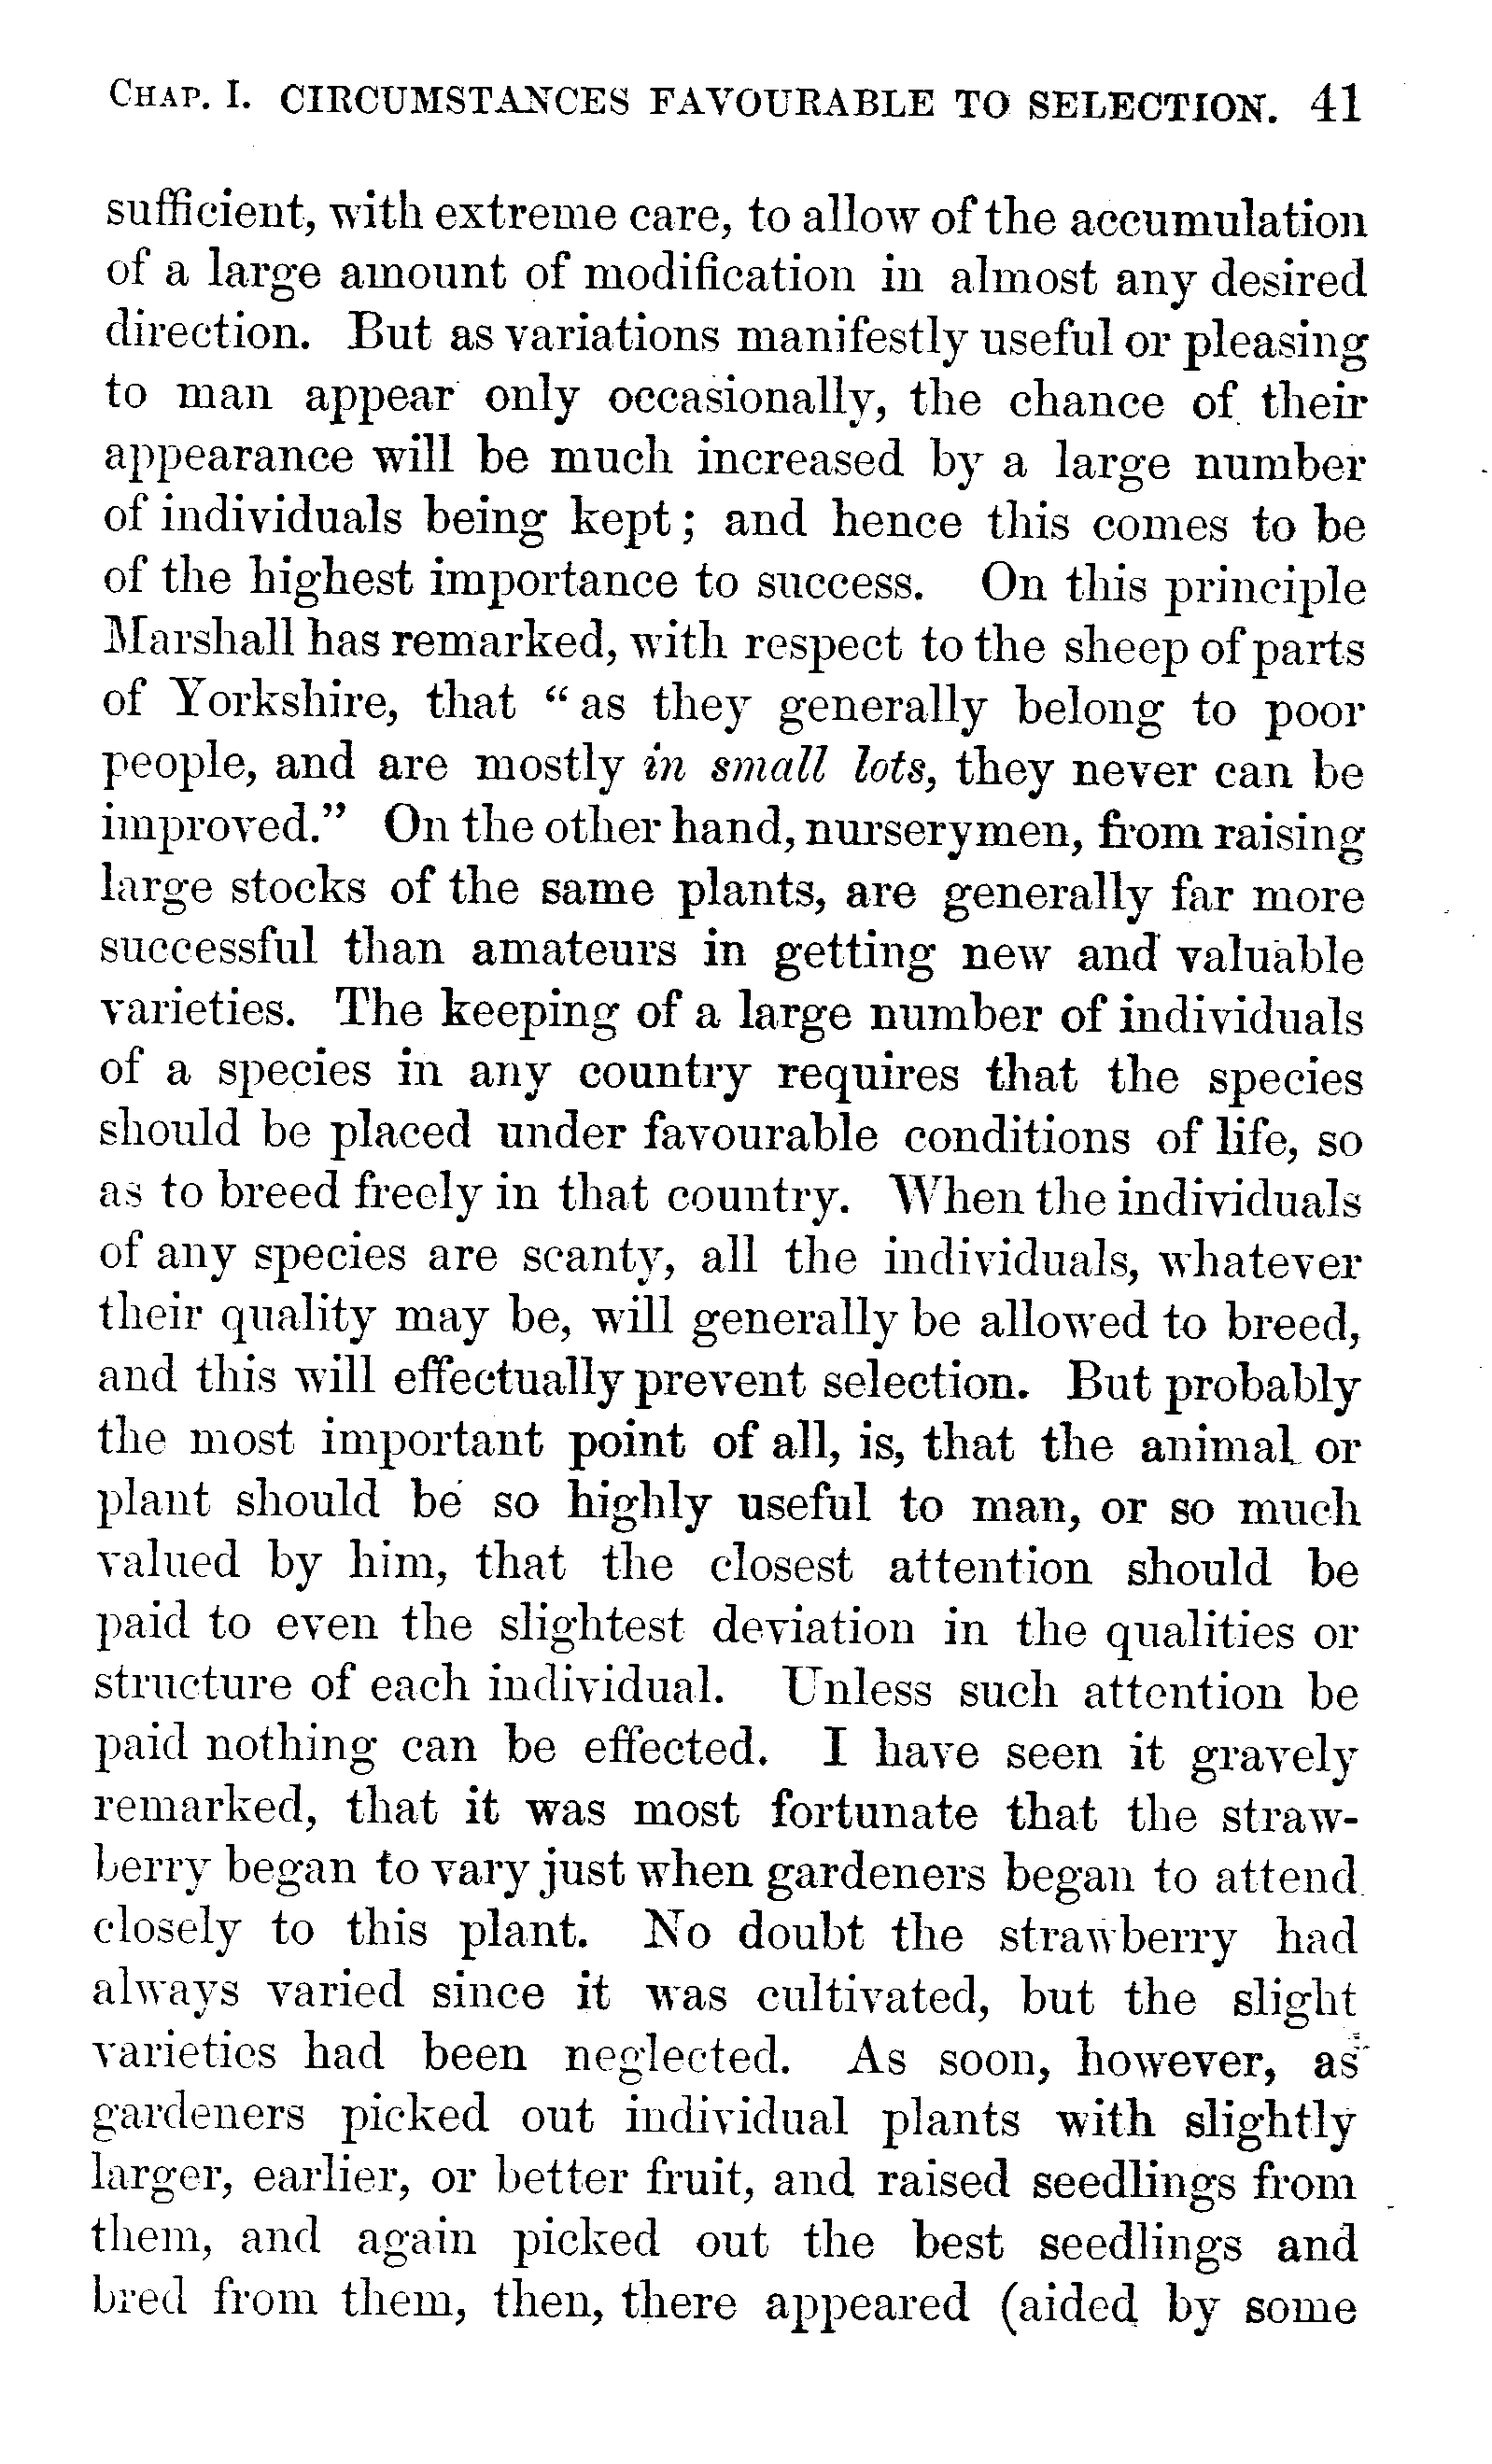 CHAP. I. CIRCUMSTANCES FAVOURABLE TO SELECTION. 41
sufficient, with extreme care, to allow of the accumulation
of a large amount of modification in almost any desired
direction. But as variations manifestly useful or pleasing
to man appear only occasionally, the chance of their
appearance will be much increased by a large number
of individuals being kept; and hence this comes to be
of the highest importance to success. On this principle
Marshall has remarked, with respect to the sheep of parts
of Yorkshire, that “as they generally belong to poor
people, and are mostly in small lots, they never can be
improved.” On the other hand, nurserymen, from raising
large stocks of the same plants, are generally far more
successful than amateurs in getting new and valuable
varieties. The keeping of a large number of individuals
of a species in any country requires that the species
should be placed under favourable conditions of life, so
as to breed freely in that country. When the individuals
of any species are scanty, all the individuals, whatever
their quality may be, will generally be allowed to breed,
and this will effectually prevent selection. But probably
the most important point of all, is, that the animal or
plant should be so highly useful to man, or so much
valued by him, that the closest attention should be
paid to even the slightest deviation in the qualities or
structure of each individual. Unless such attention be
paid nothing can be effected. I have seen it gravely
remarked, that it was most fortunate that the straw-
berry began to vary just when gardeners began to attend
closely to this plant. No doubt the strawberry had
always varied since it was cultivated, but the slight
varieties had been neglected. As soon, however, as
gardeners picked out individual plants with slightly
larger, earlier, or better fruit, and raised seedlings from
them, and again picked out the best seedlings and
bred from them, then, there appeared (aided by some